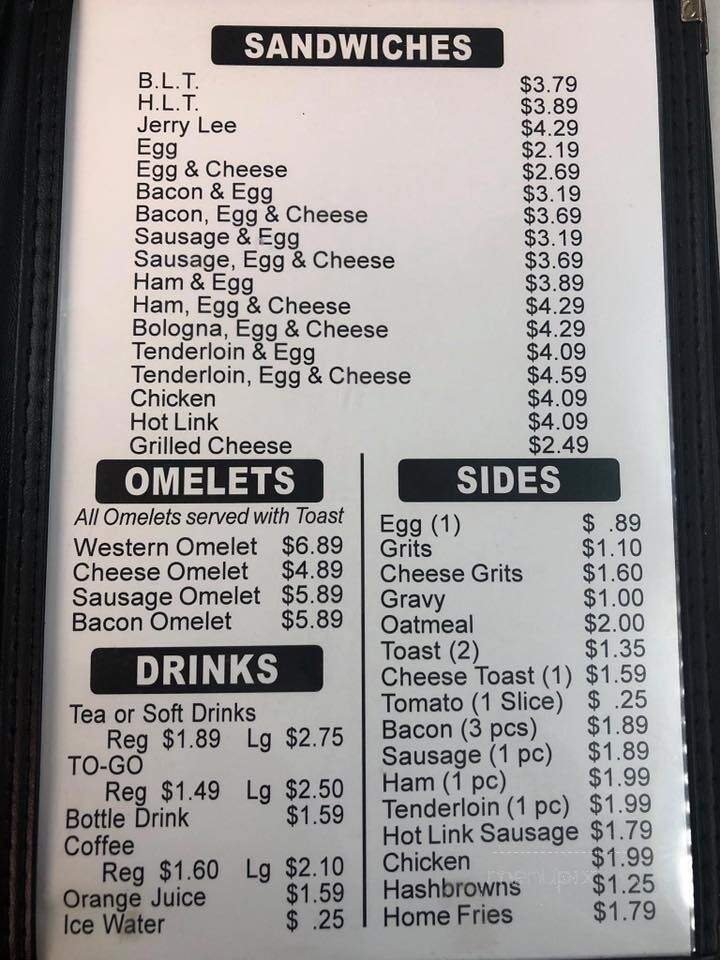 SANDWICHES
B.L.T. $3.79
H.L.T. $3.89
Jerry Lee $4.29
Egg $2.19
Egg & Cheese $2.69
Bacon & Egg $3.19
Bacon, Egg & Cheese $3.69
Sausage & Egg $3.19
Sausage, Egg & Cheese $3.69
Ham & Egg $3.89
Ham, Egg & Cheese $4.29
Bologna, Egg & Cheese $4.29
Tenderloin & Egg $4.09
Tenderloin, Egg & Cheese $4.59
Chicken $4.09
Hot Link $4.09
Grilled Cheese $2.49
OMELETS
All Omelets served with Toast
Western Omelet $6.89
Cheese Omelet $4.89
Sausage Omelet $5.89
Bacon Omelet $5.89
DRINKS
Tea or Soft Drinks
Reg $1.89 Lg $2.75
TO-GO
Reg $1.49 Lg $2.50
Bottle Drink $1.59
Coffee
Reg $1.60 Lg $2.10
Orange Juice $1.59
Ice Water $ .25
SIDES
Egg (1) $ .89
Grits $1.10
Cheese Grits $1.60
Gravy $1.00
Oatmeal $2.00
Toast (2) $1.35
Cheese Toast (1) $1.59
Tomato (1 Slice) $ .25
Bacon (3 pcs) $1.89
Sausage (1 pc) $1.89
Ham (1 pc) $1.99
Tenderloin (1 pc) $1.99
Hot Link Sausage $1.79
Chicken $1.99
Hashbrowns $1.25
Home Fries $1.79